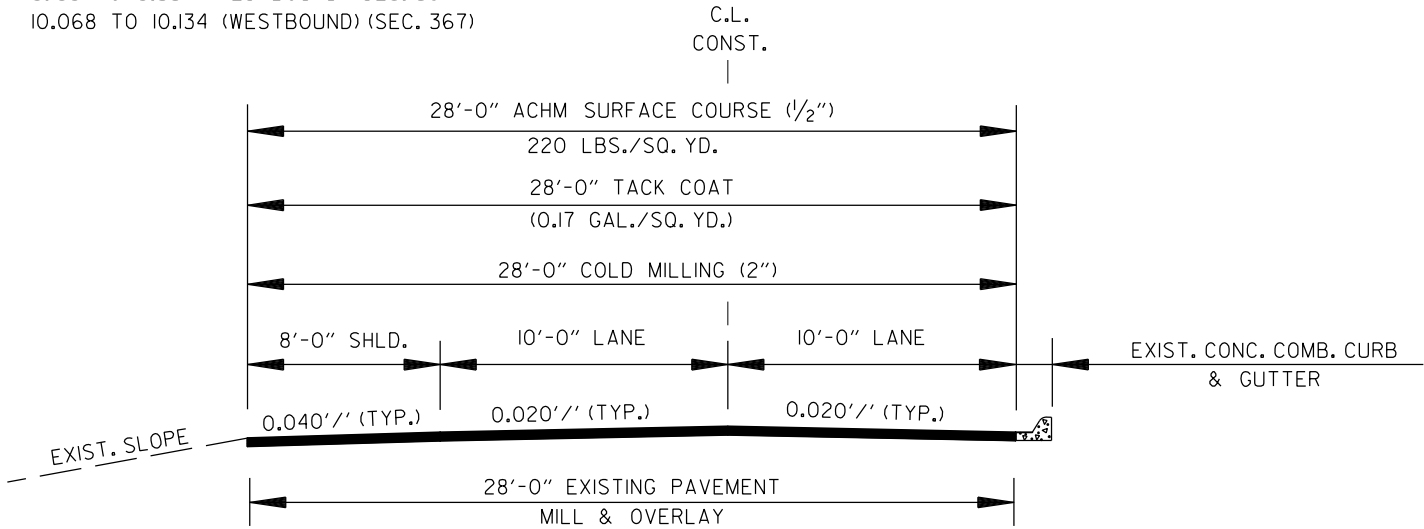 10.068 TO 10.134 (WESTBOUND) (SEC. 367)
C.L.
CONST.
28'-0" ACHM SURFACE COURSE (1/2")
220 LBS./SQ. YD.
28'-0" TACK COAT
(0.17 GAL./SQ. YD.)
28'-0" COLD MILLING (2")
8'-0" SHLD.
10'-0" LANE
10'-0" LANE
EXIST. CONC. COMB. CURB
& GUTTER
0.040'/' (TYP.)
0.020'/' (TYP.)
0.020'/' (TYP.)
EXIST. SLOPE
28'-0" EXISTING PAVEMENT
MILL & OVERLAY